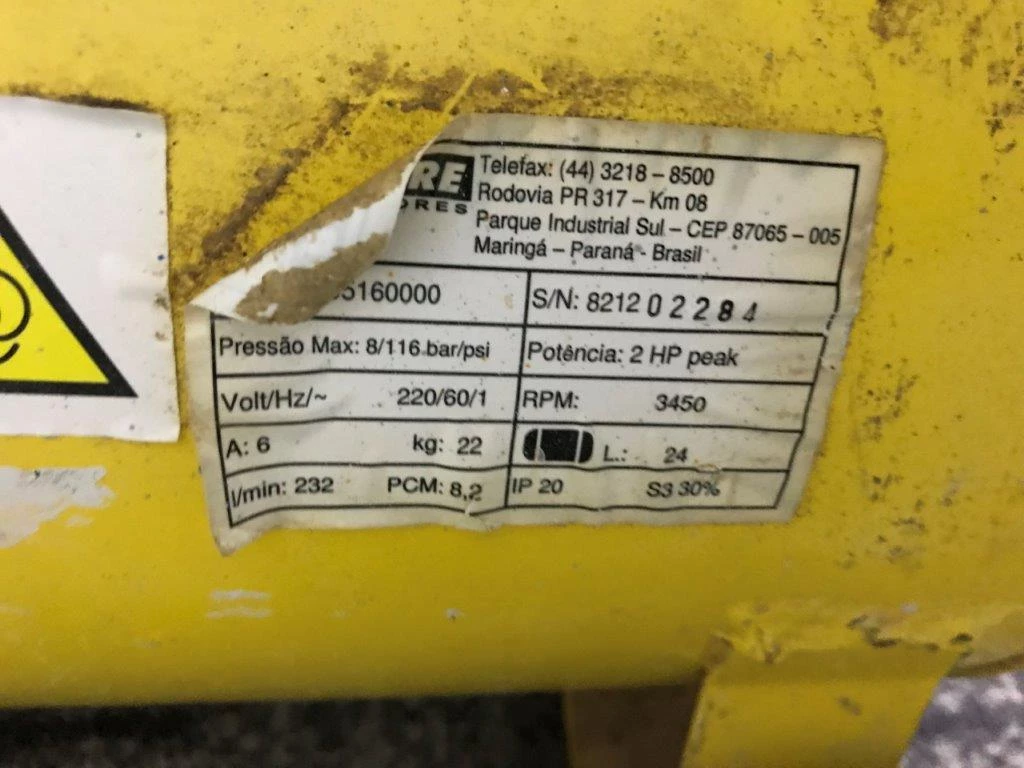 RE
ORES
Telefax: (44) 3218 – 8500
Rodovia PR 317 – Km 08
Parque Industrial Sul – CEP 87065 – 005
Maringá – Paraná - Brasil
5160000
S/N: 8212 0 2 2 8 4
Pressão Max: 8/116.bar/psi
Potência: 2 HP peak
Volt/Hz/~ 220/60/1
RPM: 3450
A: 6 kg: 22
L.: 24
l/min: 232 PCM: 8,2
IP 20 S3 30%